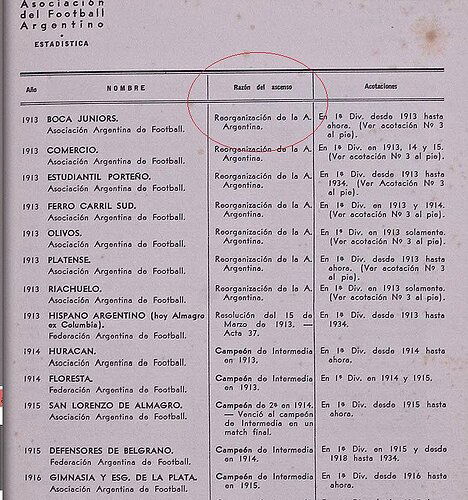 Asociación
del Football
Argentino
ESTADÍSTICA
Año NOMBRE Razón del ascenso Acotaciones
1913 BOCA JUNIORS. Reorganización de la A. En 1ª Div. desde 1913 hasta
Asociación Argentina de Football. Argentina. ahora. (Ver acotación Nº 3
al pie).
1913 COMERCIO. Reorganización de la A. En 1ª Div. en 1913, 14 y 15.
Asociación Argentina de Football. Argentina. (Ver acotación Nº 3 al pie).
1913 ESTUDIANTIL PORTEÑO. Reorganización de la A. En 1ª Div. desde 1913 hasta
Asociación Argentina de Football. Argentina. 1934. (Ver Acotación Nº 3
al pie).
1913 FERRO CARRIL SUD. Reorganización de la A. En 1ª Div. en 1913 y 1914.
Asociación Argentina de Football. Argentina. (Ver acotación Nº 3 al pie).
1913 OLIVOS. Reorganización de la A. En 1ª Div. en 1913 solamente.
Asociación Argentina de Football. Argentina. (Ver acotación Nº 3 al pie).
1913 PLATENSE. Reorganización de la A. En 1ª Div. desde 1913 hasta
Asociación Argentina de Football. Argentina. ahora. (Ver acotación Nº 3
al pie).
1913 RIACHUELO. Reorganización de la A. En 1ª Div. en 1913 solamente.
Asociación Argentina de Football. Argentina. (Ver acotación Nº 3 al pie).
1913 HISPANO ARGENTINO (hoy Almagro Resolución del 15 de En 1ª Div. desde 1913 hasta
ex Columbia). Marzo de 1913. — 1934.
Federación Argentina de Football. Acta 37.
1914 HURACAN. Campeón de Intermedia En 1ª Div. desde 1914 hasta
Asociación Argentina de Football. en 1913. ahora.
1914 FLORESTA. Campeón de Intermedia En 1ª Div. en 1914 y 1915.
Federación Argentina de Football. en 1913.
1915 SAN LORENZO DE ALMAGRO. Campeón de 2ª en 1914. En 1ª Div. desde 1915 hasta
Asociación Argentina de Football. — Venció al campeón ahora.
de Intermedia en un
match final.
1915 DEFENSORES DE BELGRANO. Campeón de Intermedia En 1ª Div. en 1915 y desde
Federación Argentina de Football. en 1914. 1918 hasta 1934.
1916 GIMNASIA Y ESG. DE LA PLATA. Campeón de Intermedia En 1ª Div. desde 1916 hasta
Asociación Argentina de Football. en 1915. ahora.